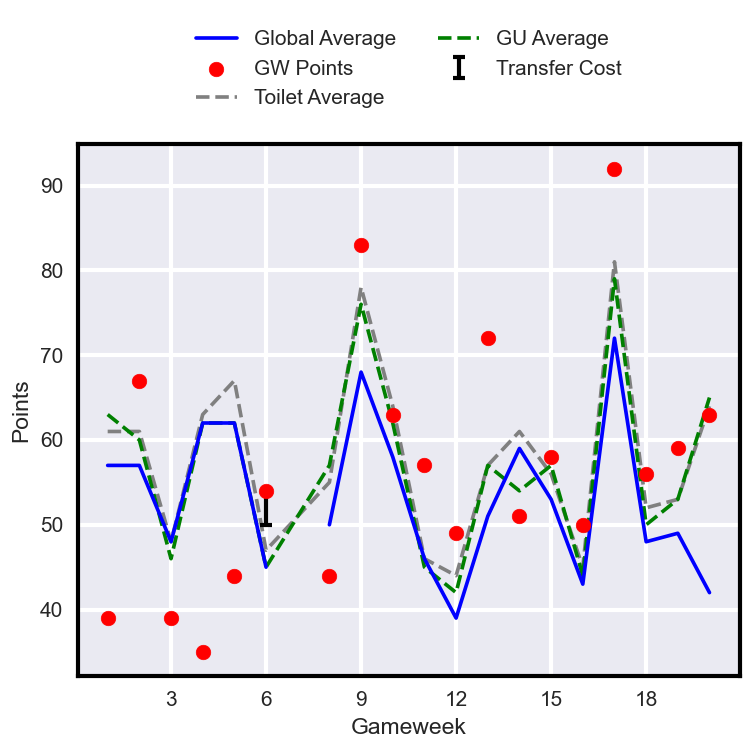 Global Average
GW Points
Toilet Average
GU Average
Transfer Cost
90
80
70
60
50
40
Points
3 6 9 12 15 18
Gameweek